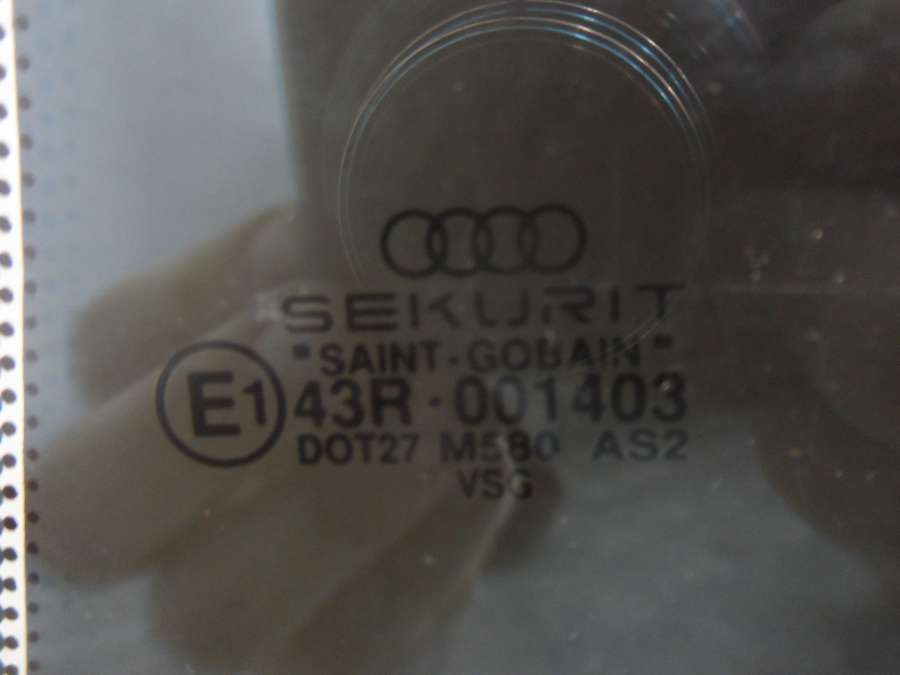 SEKURIT
"SAINT-GOBAIN"
E1 43R · 001403
DOT27 M580 AS2
VSG